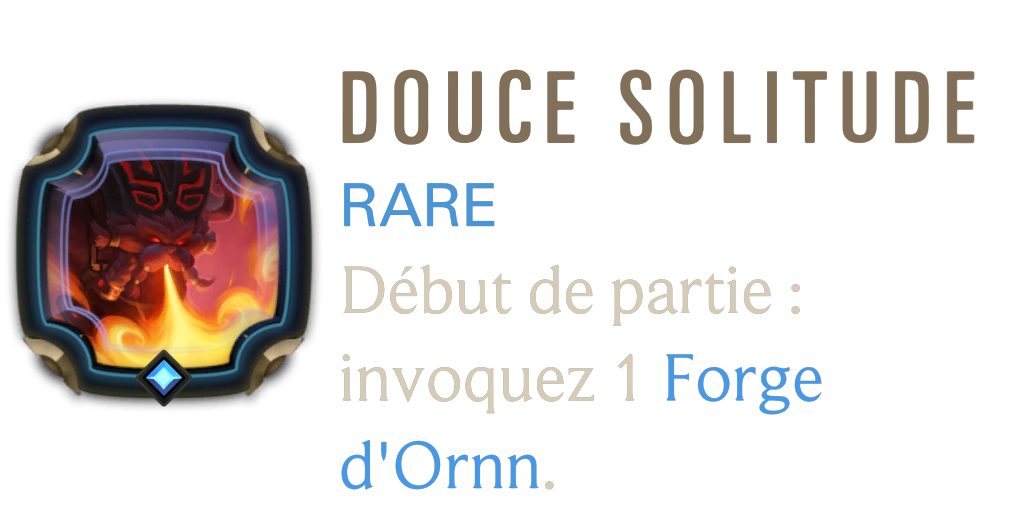 DOUCE SOLITUDE
RARE
Début de partie :
invoquez 1 Forge
d'Ornn.